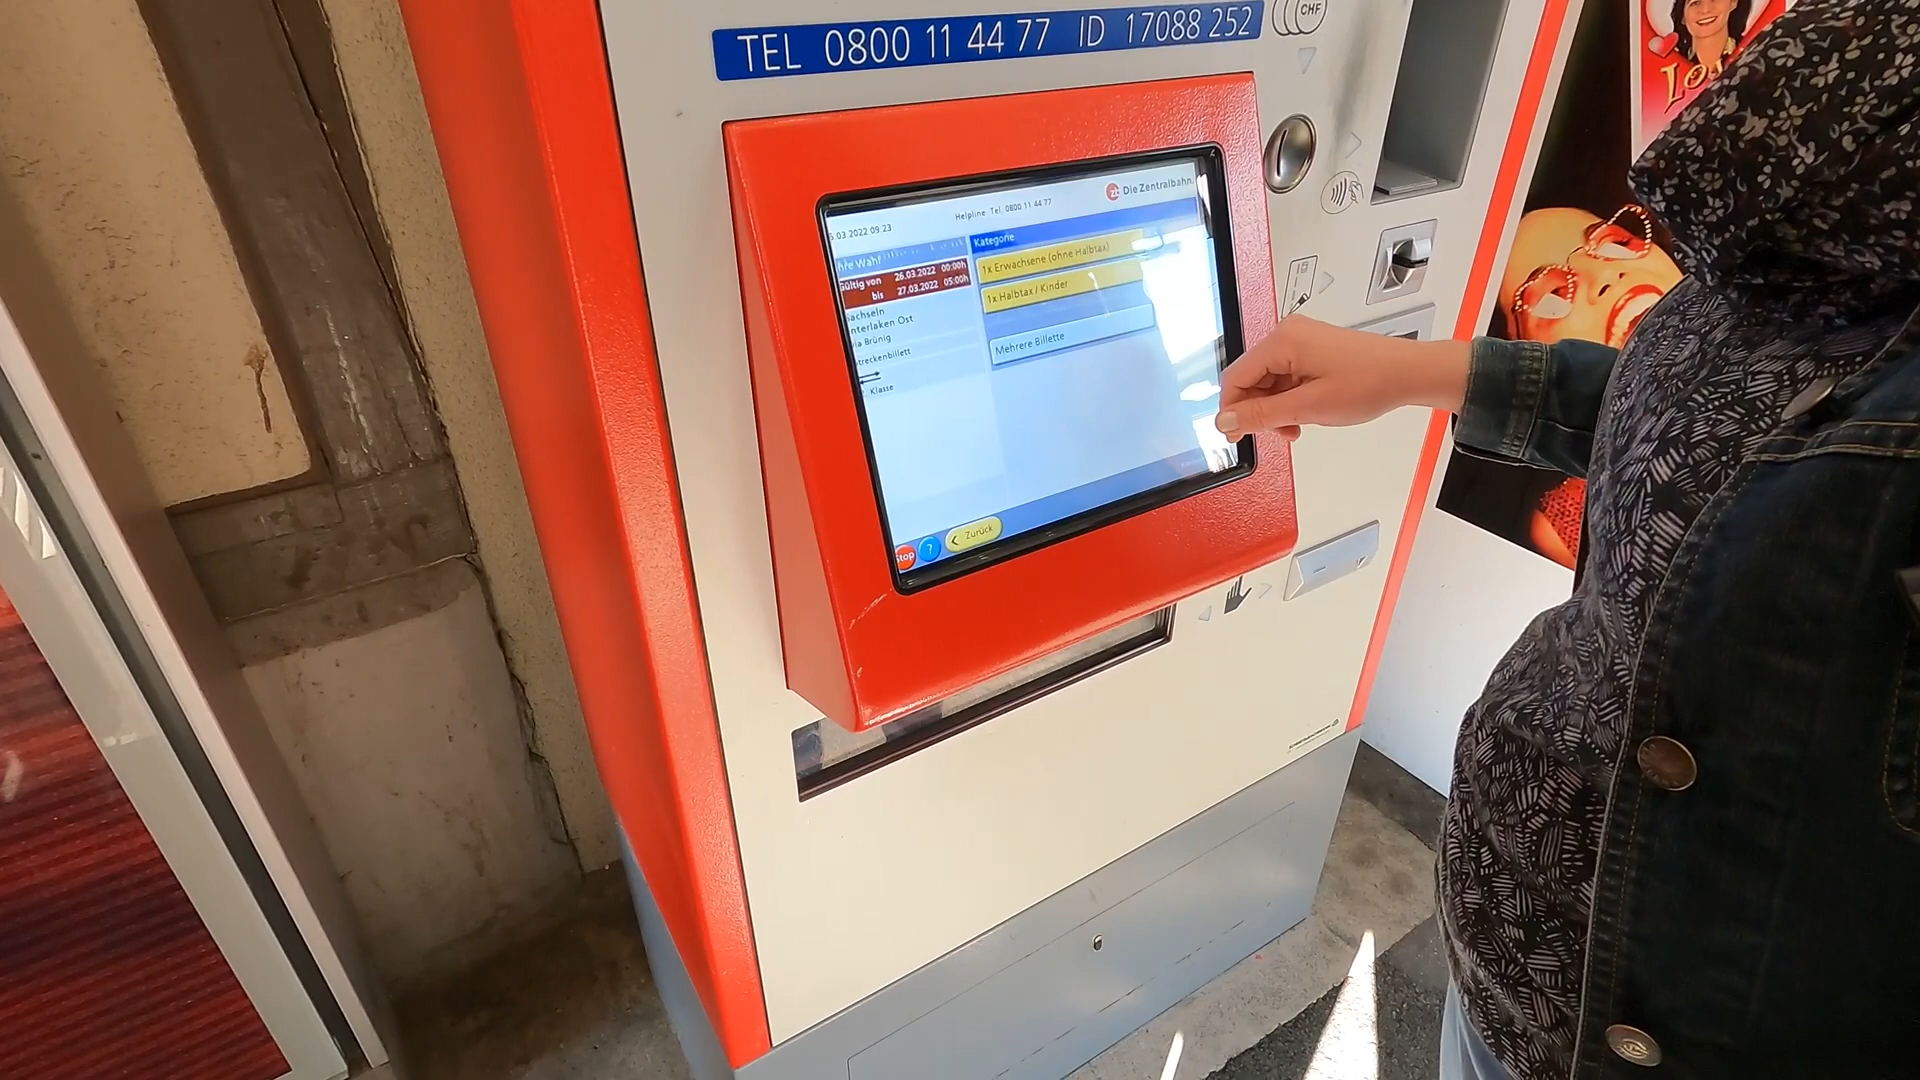 TEL 0800 11 44 77 ID 17088 252
CHF
Die Zentralbahn.
Helpline Tel. 0800 11 44 77
.03.2022 09:23
hre Wahl
Kategorie
Gültig von 26.03.2022 00:00h
bis 27.03.2022 05:00h
1x Erwachsene (ohne Halbtax)
1x Halbtax / Kinder
Mehrere Billette
achseln
nterlaken Ost
ia Brünig
treckenbillett
Klasse
Stop
?
< Zurück